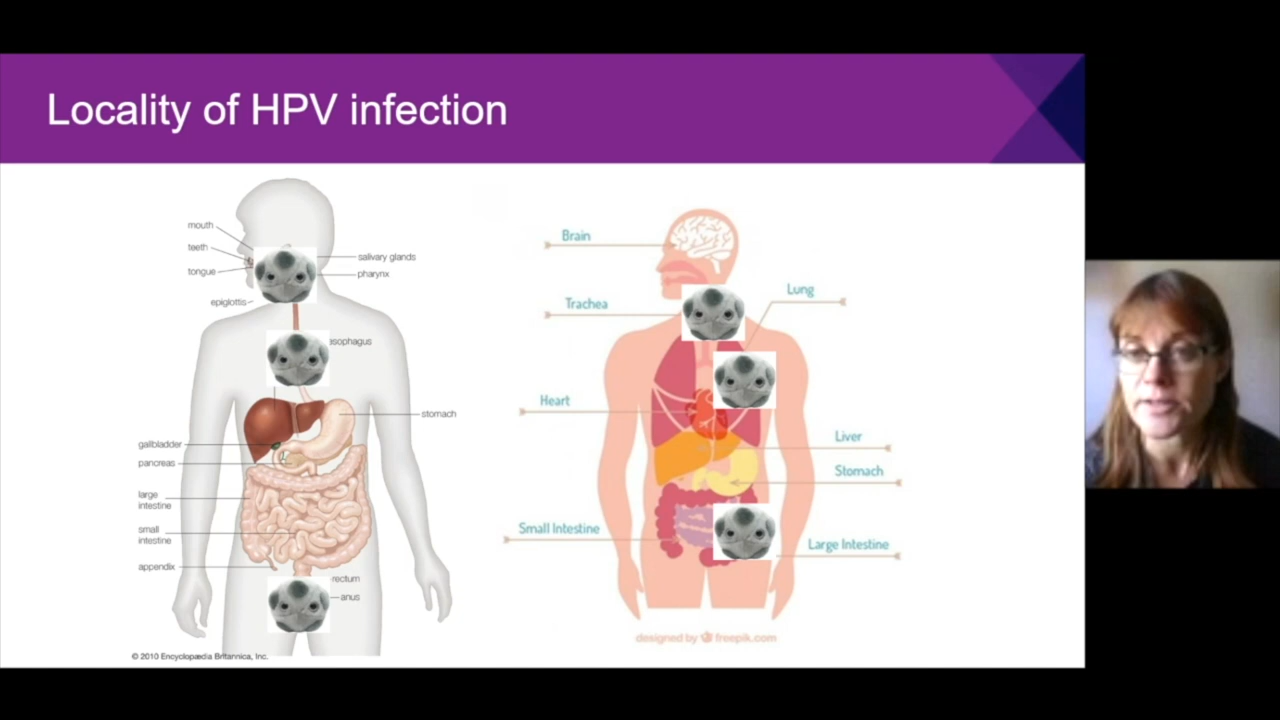 Locality of HPV infection
mouth
teeth
tongue
epiglottis
salivary glands
pharynx
esophagus
stomach
gallbladder
pancreas
large
intestine
small
intestine
appendix
rectum
anus
© 2010 Encyclopædia Britannica, Inc.
Brain
Trachea
Lung
Heart
Liver
Stomach
Small Intestine
Large Intestine
designed by freepik.com